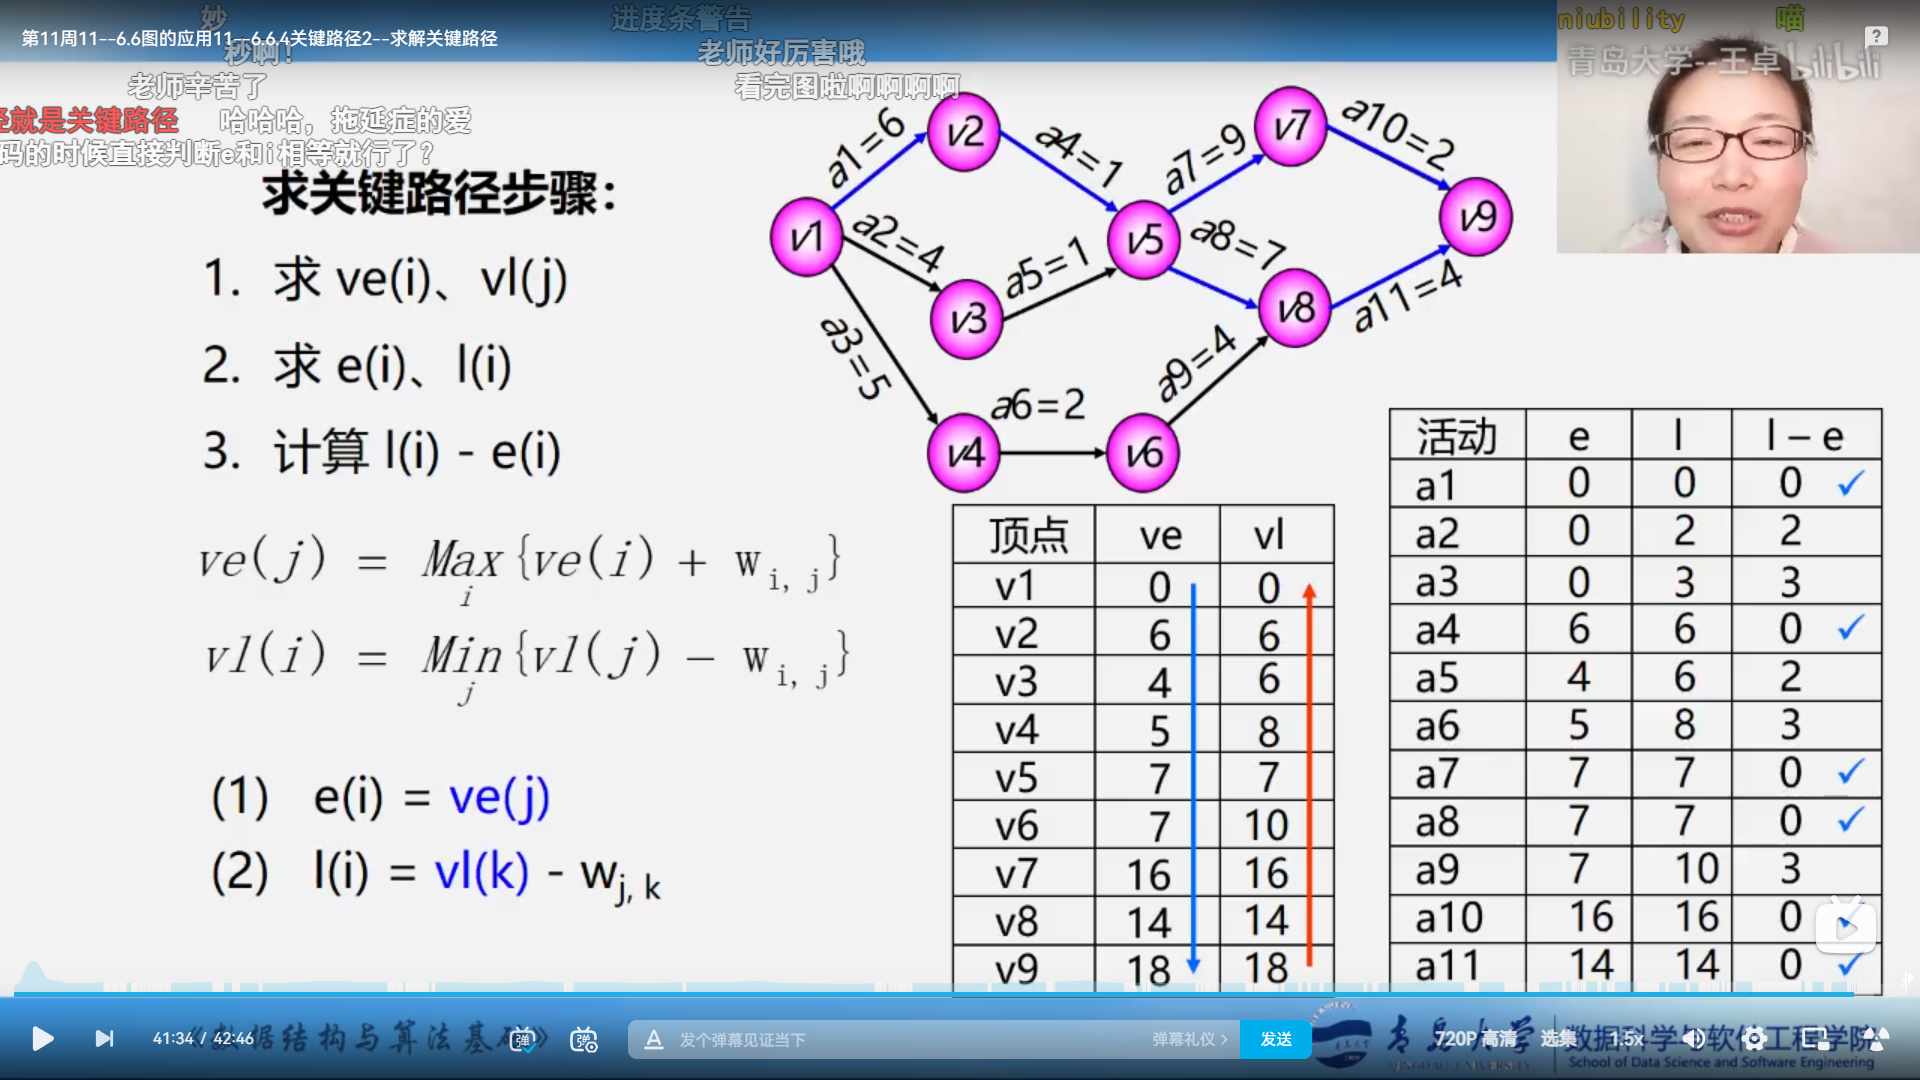 妙
进度条警告
niubility
喵
第11周11--6.6图的应用11--6.6.4关键路径2--求解关键路径
秒啊!
老师好厉害哦
青岛大学--王卓
bilibili
老师辛苦了
看完图啦啊啊啊啊
就是关键路径
哈哈哈，拖延症的爱
码的时候直接判断e和i相等就行了?
求关键路径步骤：
1. 求 ve(i)、vl(j)
2. 求 e(i)、l(i)
3. 计算 l(i) - e(i)
ve(j) = Max{ve(i) + w i, j}
i
vl(i) = Min{vl(j) - w i, j}
j
(1) e(i) = ve(j)
(2) l(i) = vl(k) - wj, k
v1
v2
v3
v4
v5
v6
v7
v8
v9
a1=6
a2=4
a3=5
a4=1
a5=1
a6=2
a7=9
a8=7
a9=4
a10=2
a11=4
顶点 ve vl
v1 0 0
v2 6 6
v3 4 6
v4 5 8
v5 7 7
v6 7 10
v7 16 16
v8 14 14
v9 18 18
活动 e l l – e
a1 0 0 0 ✓
a2 0 2 2
a3 0 3 3
a4 6 6 0 ✓
a5 4 6 2
a6 5 8 3
a7 7 7 0 ✓
a8 7 7 0 ✓
a9 7 10 3
a10 16 16 0
a11 14 14 0 ✓
41:34 / 42:46
《数据结构与算法基础》
弹
弹
发个弹幕见证当下
弹幕礼仪
发送
青岛大学
QINGDAO UNIVERSITY
数据科学与软件工程学院
School of Data Science and Software Engineering
720P 高清
选集
1.5x